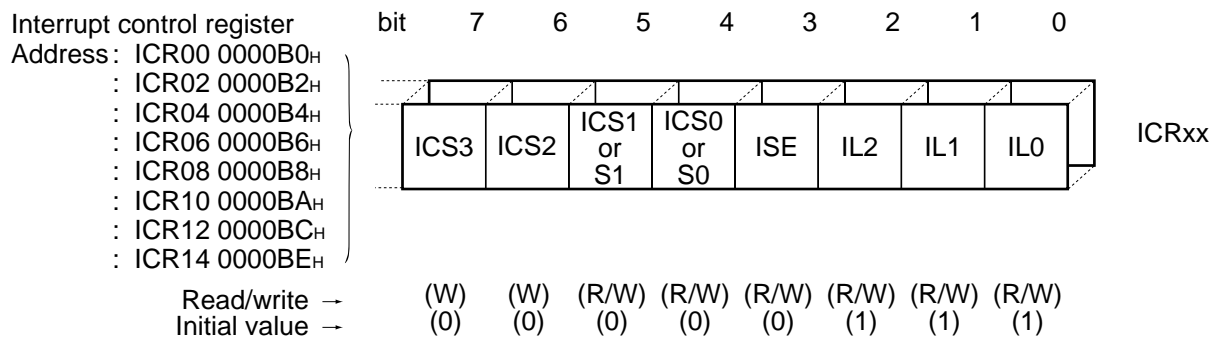 Interrupt control register
bit 7 6 5 4 3 2 1 0
Address : ICR00 0000B0H
: ICR02 0000B2H
: ICR04 0000B4H
: ICR06 0000B6H
: ICR08 0000B8H
: ICR10 0000BAH
: ICR12 0000BCH
: ICR14 0000BEH
ICS3 ICS2 ICS1 or S1 ICS0 or S0 ISE IL2 IL1 IL0
ICRxx
Read/write → (W) (W) (R/W) (R/W) (R/W) (R/W) (R/W) (R/W)
Initial value → (0) (0) (0) (0) (0) (1) (1) (1)